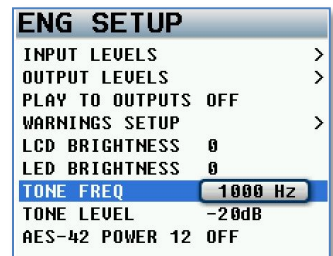 ENG SETUP
INPUT LEVELS >
OUTPUT LEVELS >
PLAY TO OUTPUTS OFF
WARNINGS SETUP >
LCD BRIGHTNESS 0
LED BRIGHTNESS 0
TONE FREQ 1000 Hz
TONE LEVEL -20dB
AES-42 POWER 12 OFF